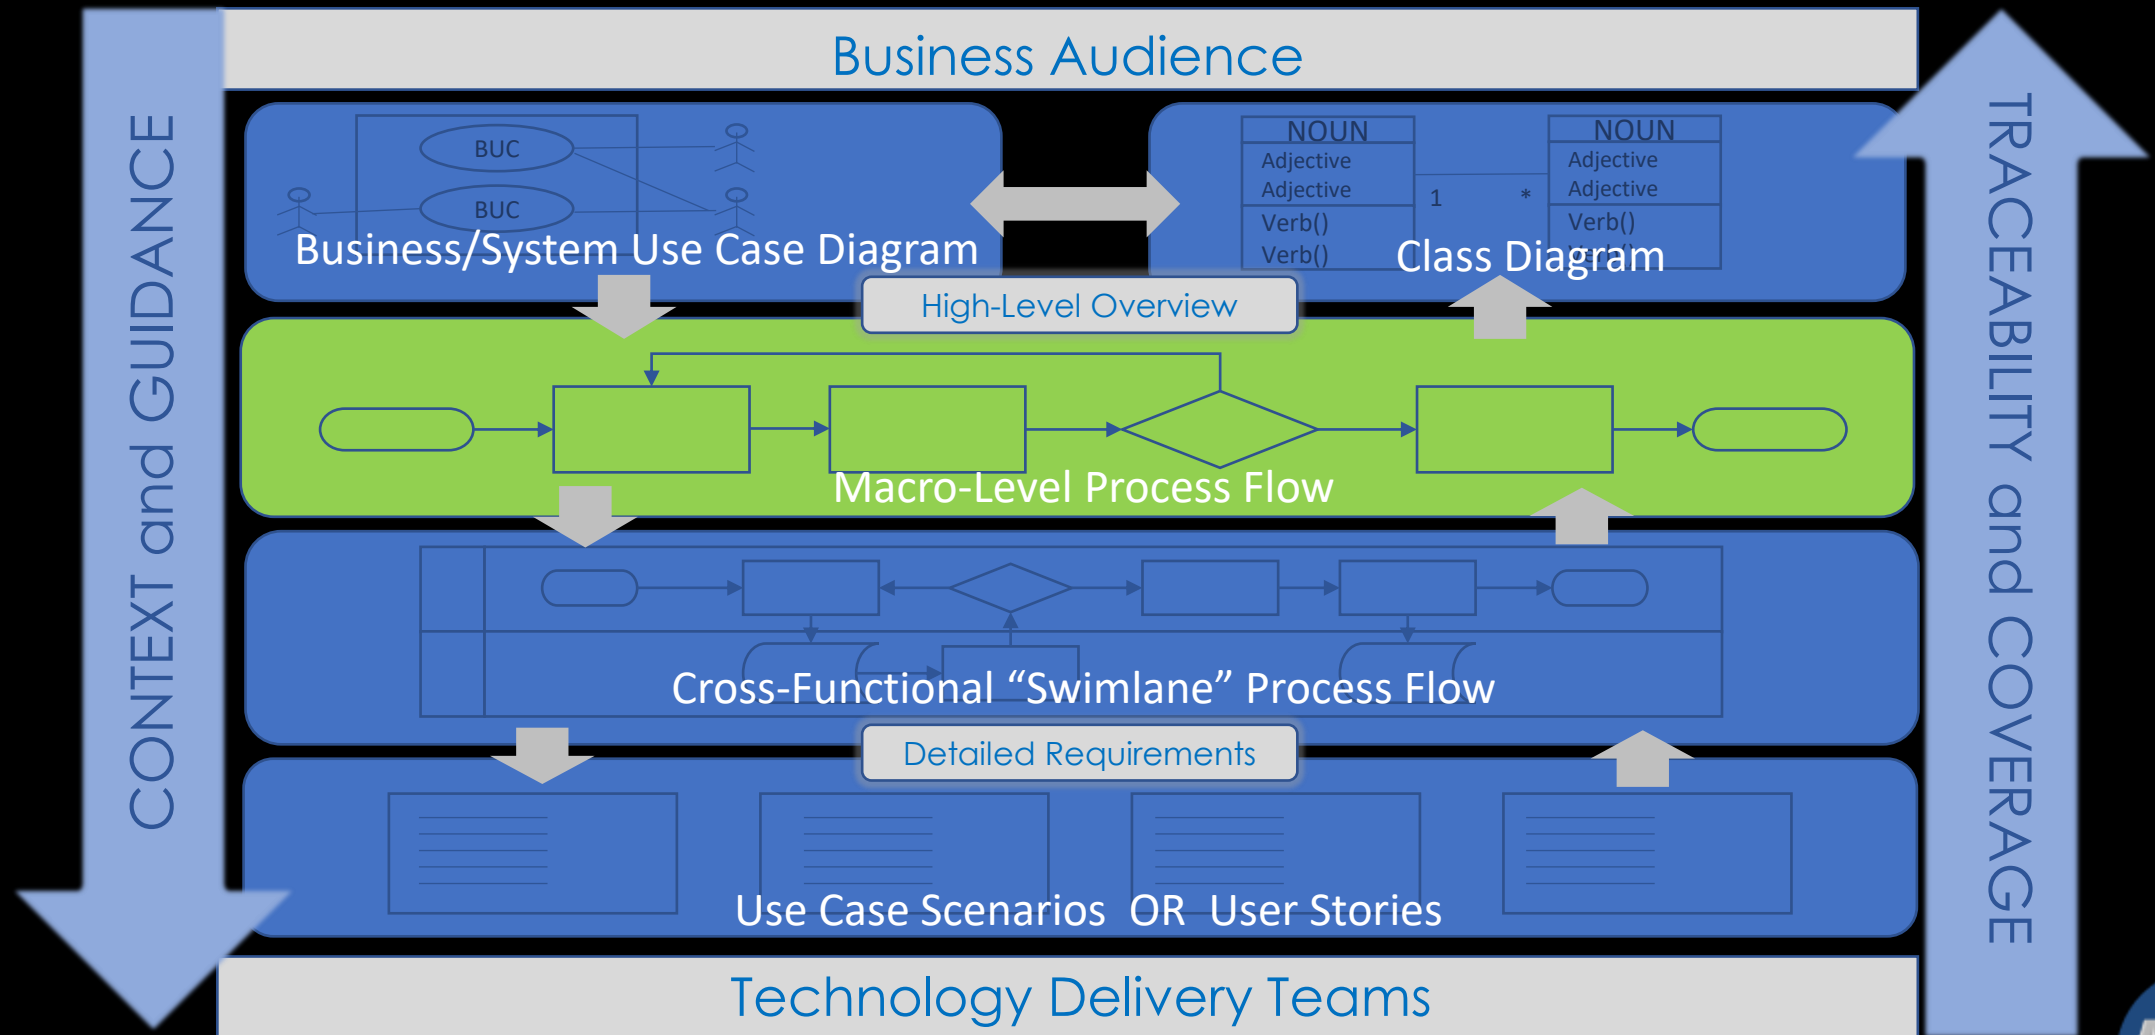 Business Audience
CONTEXT and GUIDANCE
TRACEABILITY and COVERAGE
BUC
BUC
Business/System Use Case Diagram
NOUN
Adjective
Adjective
Verb()
Verb()
1
*
NOUN
Adjective
Adjective
Verb()
Verb()
Class Diagram
High-Level Overview
Macro-Level Process Flow
Cross-Functional “Swimlane” Process Flow
Detailed Requirements
Use Case Scenarios OR User Stories
Technology Delivery Teams